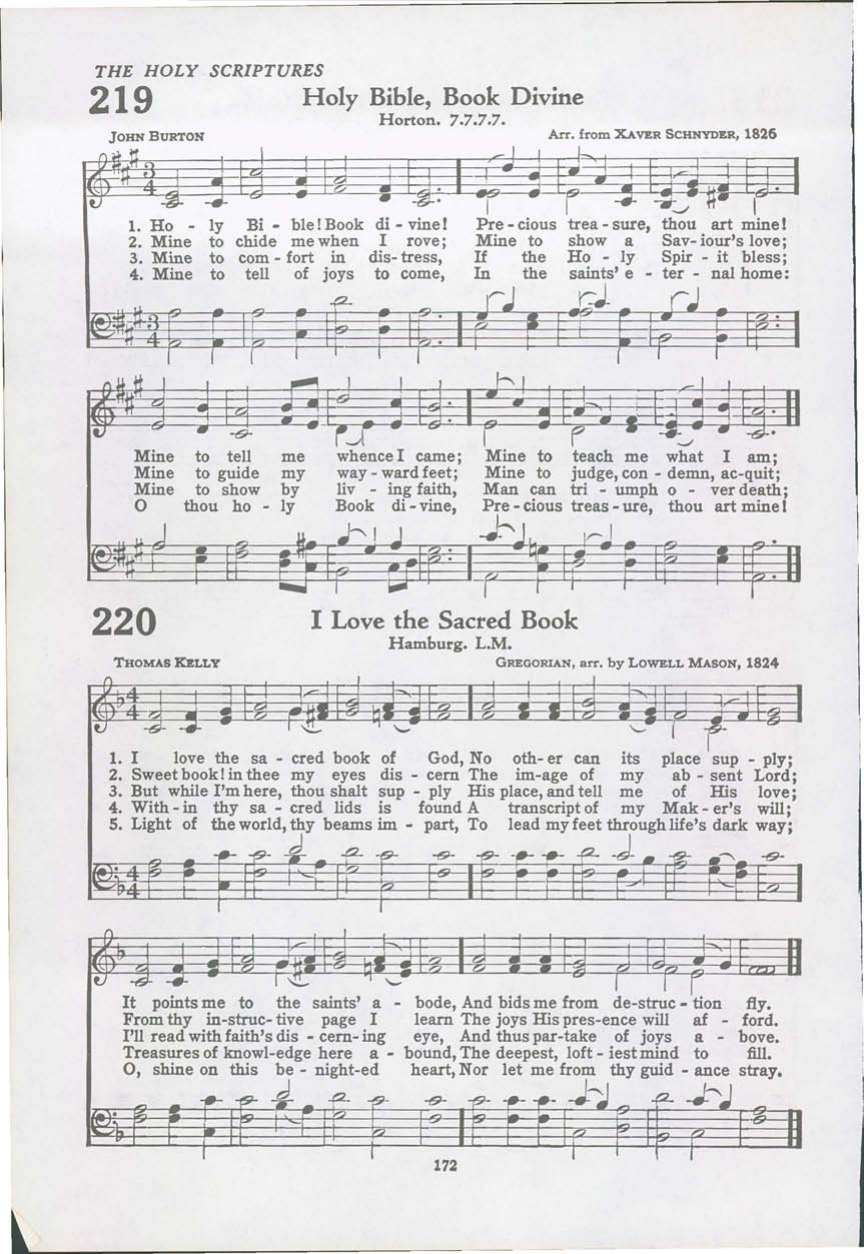 THE HOLY SCRIPTURES
219 Holy Bible, Book Divine
Horton. 7.7.7.7.
JOHN BURTON Arr. from XAVER SCHNYDER, 1826
3
4
1. Ho - ly Bi - ble! Book di - vine! Pre - cious trea - sure, thou art mine!
2. Mine to chide me when I rove; Mine to show a Sav - iour's love;
3. Mine to com - fort in dis - tress, If the Ho - ly Spir - it bless;
4. Mine to tell of joys to come, In the saints' e - ter - nal home:
3
4
Mine to tell me whence I came; Mine to teach me what I am;
Mine to guide my way - ward feet; Mine to judge, con - demn, ac-quit;
Mine to show by liv - ing faith, Man can tri - umph o - ver death;
O thou ho - ly Book di - vine, Pre - cious treas - ure, thou art mine!
220 I Love the Sacred Book
Hamburg. L.M.
THOMAS KELLY GREGORIAN, arr. by LOWELL MASON, 1824
4
4
1. I love the sa - cred book of God, No oth - er can its place sup - ply;
2. Sweet book! in thee my eyes dis - cern The im-age of my ab - sent Lord;
3. But while I'm here, thou shalt sup - ply His place, and tell me of His love;
4. With - in thy sa - cred lids is found A transcript of my Mak - er's will;
5. Light of the world, thy beams im - part, To lead my feet through life's dark way;
4
4
It points me to the saints' a - bode, And bids me from de-struc - tion fly.
From thy in-struc - tive page I learn The joys His pres-ence will af - ford.
I'll read with faith's dis - cern - ing eye, And thus par-take of joys a - bove.
Treasures of knowl-edge here a - bound, The deepest, loft - iest mind to fill.
O, shine on this be - night-ed heart, Nor let me from thy guid - ance stray.
172